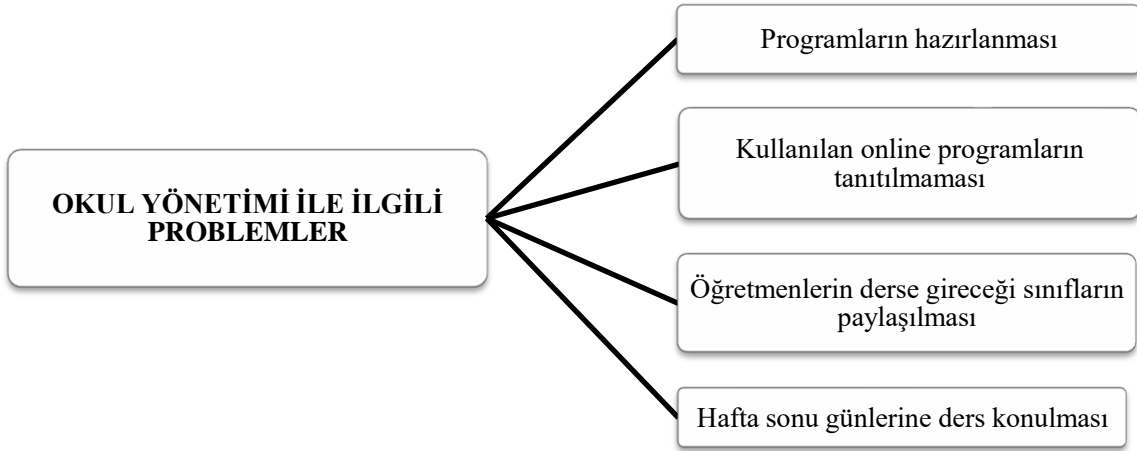 OKUL YÖNETİMİ İLE İLGİLİ
PROBLEMLER
Programların hazırlanması
Kullanılan online programların
tanıtılmaması
Öğretmenlerin derse gireceği sınıfların
paylaşılması
Hafta sonu günlerine ders konulması